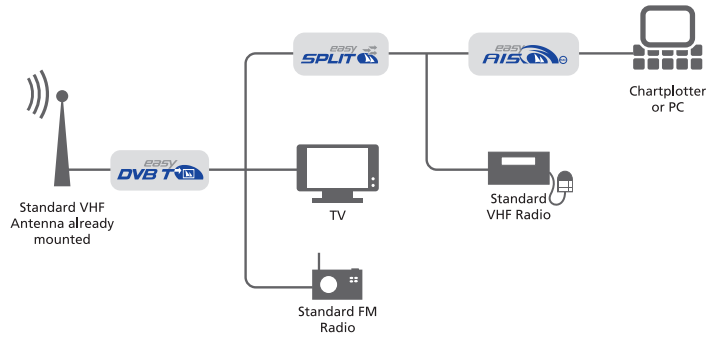 easy
SPLIT
easy
AIS
Chartplotter
or PC
easy
DVB T
Standard VHF
Antenna already
mounted
TV
Standard
VHF Radio
Standard FM
Radio